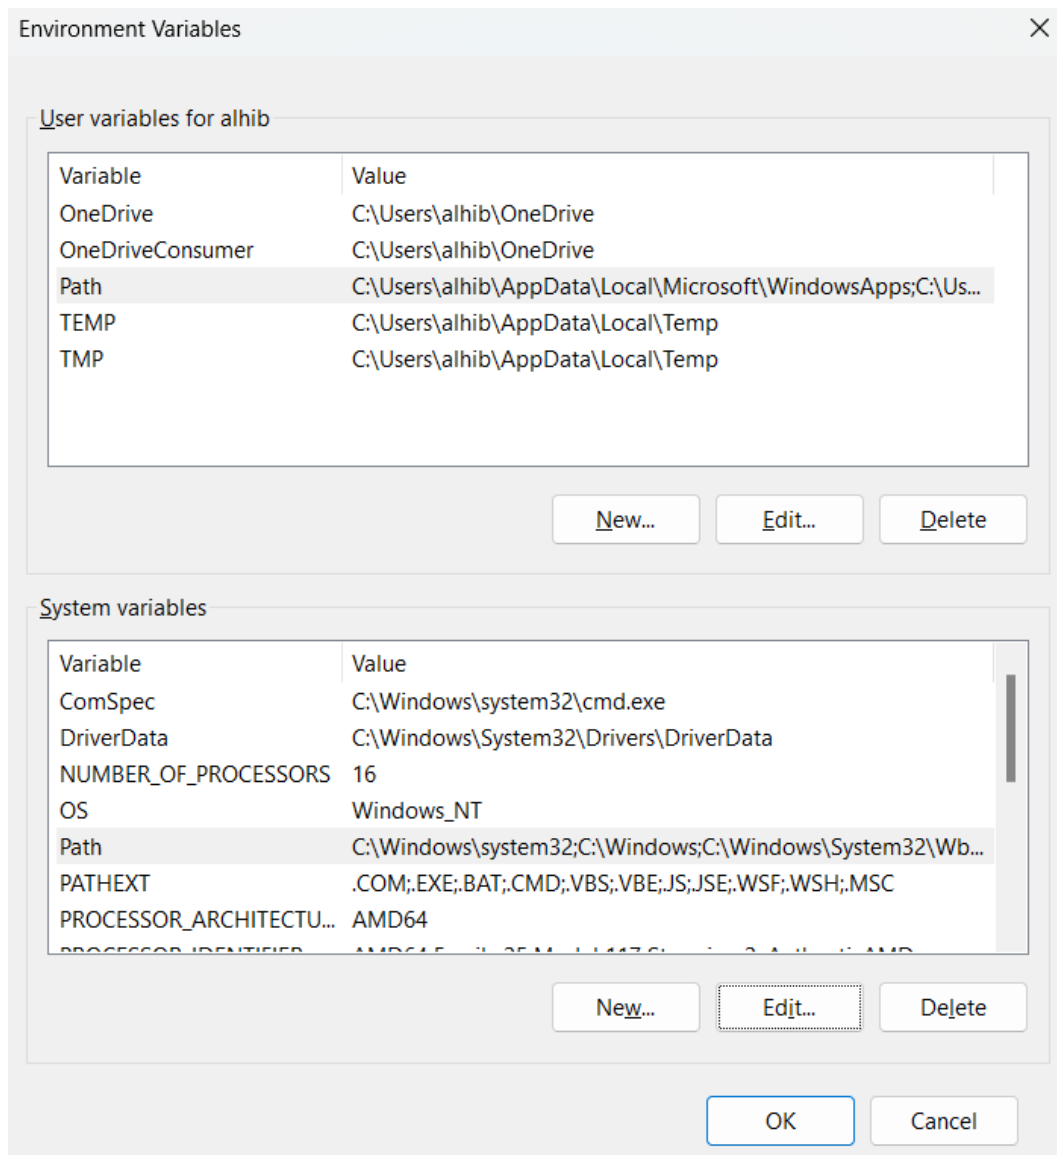 Environment Variables
User variables for alhib
Variable Value
OneDrive C:\Users\alhib\OneDrive
OneDriveConsumer C:\Users\alhib\OneDrive
Path C:\Users\alhib\AppData\Local\Microsoft\WindowsApps;C:\Us...
TEMP C:\Users\alhib\AppData\Local\Temp
TMP C:\Users\alhib\AppData\Local\Temp
New... Edit... Delete
System variables
Variable Value
ComSpec C:\Windows\system32\cmd.exe
DriverData C:\Windows\System32\Drivers\DriverData
NUMBER_OF_PROCESSORS 16
OS Windows_NT
Path C:\Windows\system32;C:\Windows;C:\Windows\System32\Wb...
PATHEXT .COM;.EXE;.BAT;.CMD;.VBS;.VBE;.JS;.JSE;.WSF;.WSH;.MSC
PROCESSOR_ARCHITECTU... AMD64
New... Edit... Delete
OK Cancel